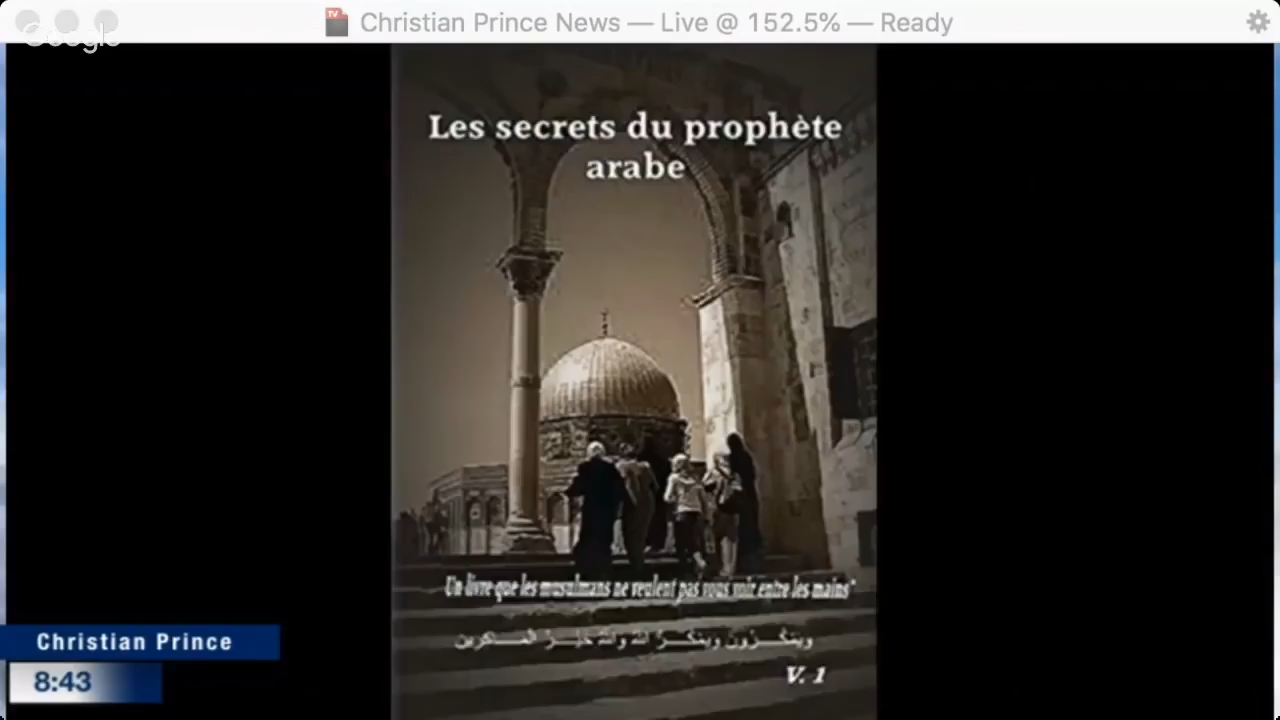 Christian Prince News — Live @ 152.5% — Ready
Google
Les secrets du prophète
arabe
Un livre que les musulmans ne veulent pas vous voir entre les mains"
ويمكرون ويمكر الله والله خير الماكرين
V. 1
Christian Prince
8:43